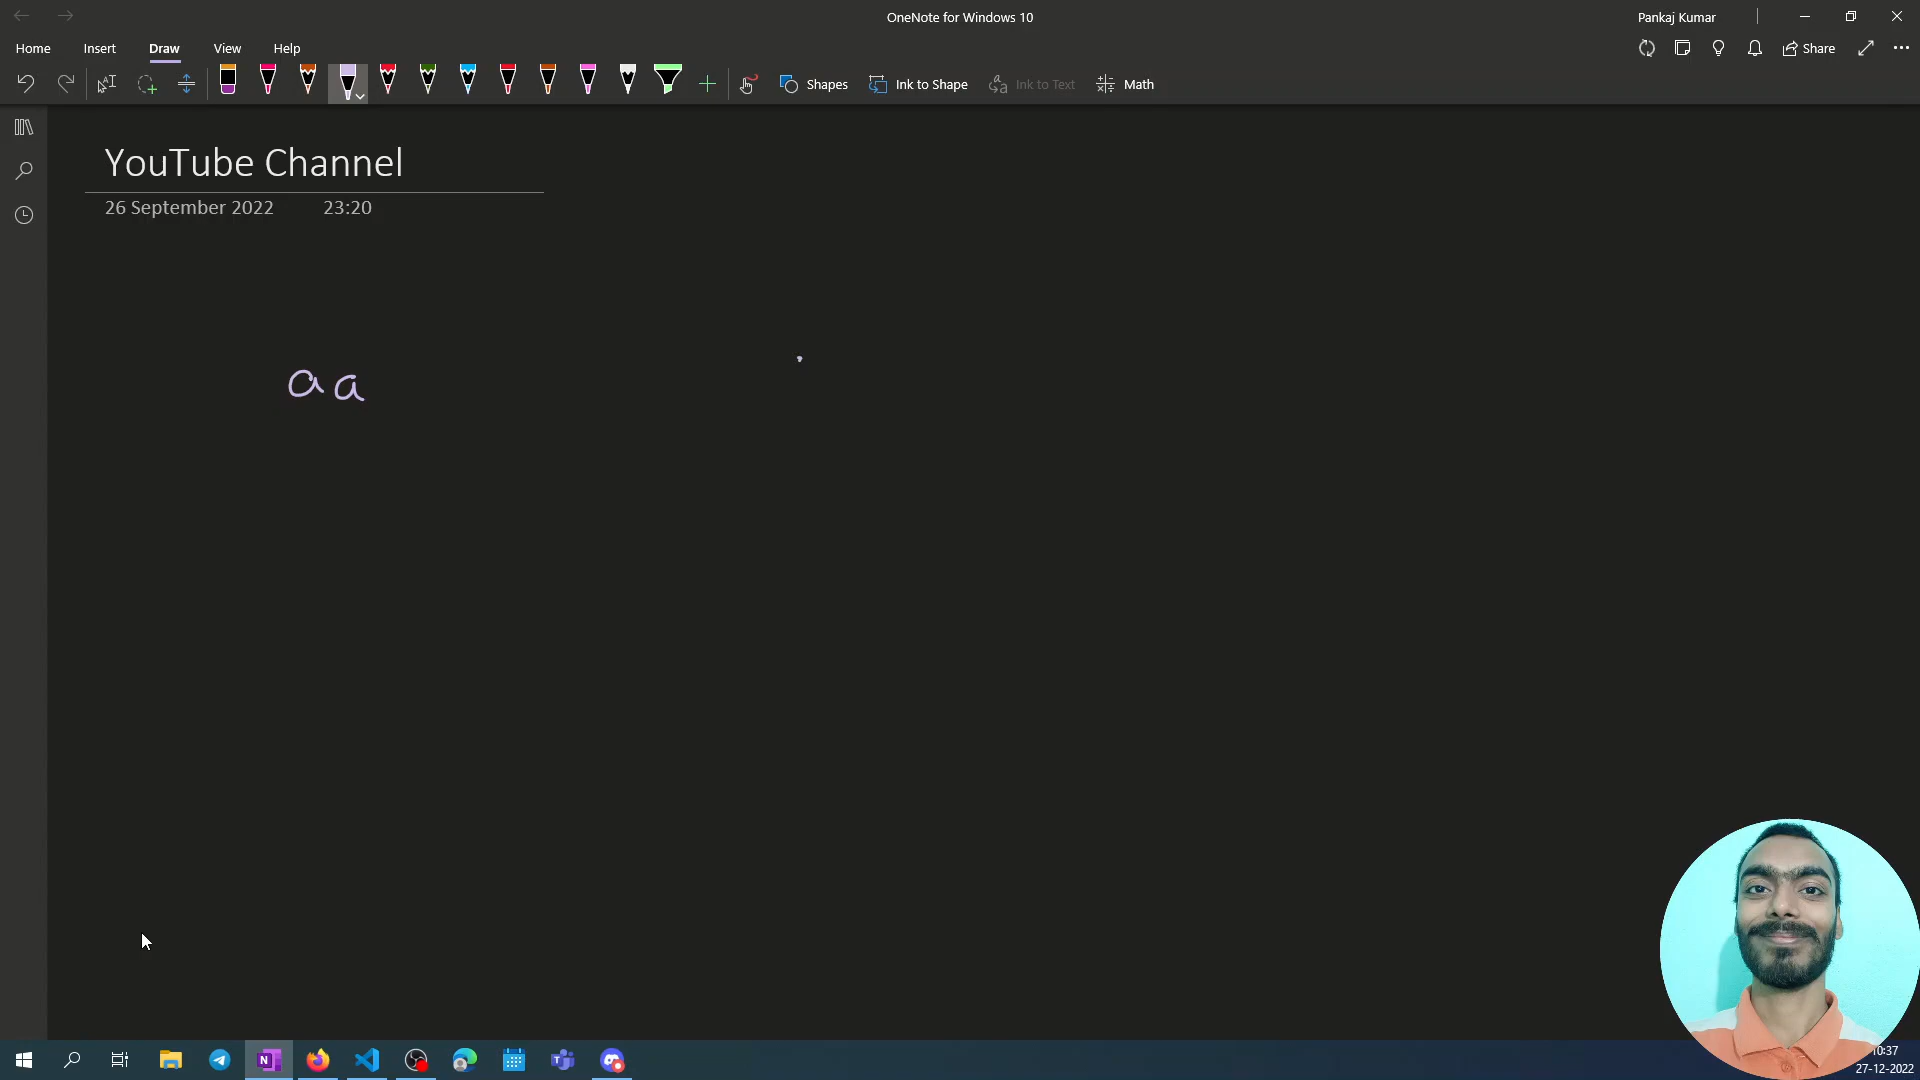 OneNote for Windows 10
Pankaj Kumar
Home Insert Draw View Help
Share
Shapes Ink to Shape Ink to Text Math
YouTube Channel
26 September 2022 23:20
a a
10:37
27-12-2022